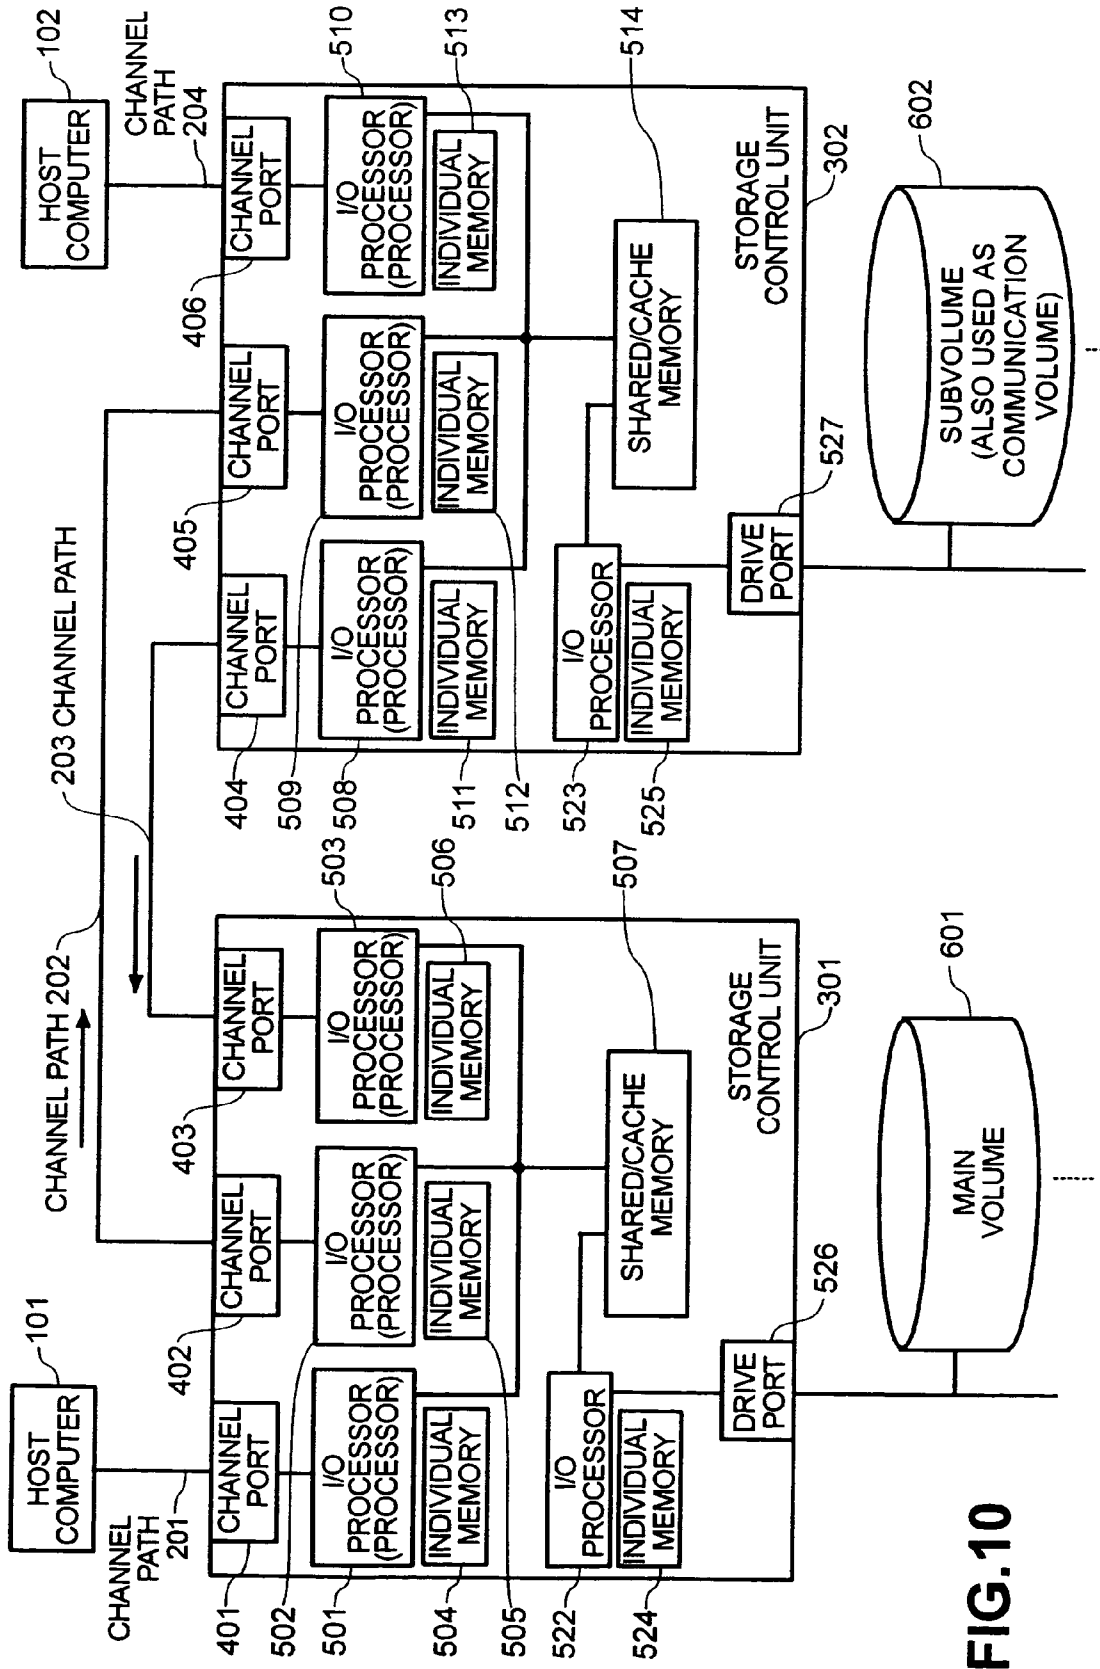 HOST
COMPUTER
101
CHANNEL
PATH
201
CHANNEL PATH 202
203 CHANNEL PATH
HOST
COMPUTER
102
CHANNEL
PATH
204
401
CHANNEL
PORT
402
CHANNEL
PORT
403
CHANNEL
PORT
502
501
I/O
PROCESSOR
(PROCESSOR)
I/O
PROCESSOR
(PROCESSOR)
I/O
PROCESSOR
(PROCESSOR)
503
504
INDIVIDUAL
MEMORY
505
INDIVIDUAL
MEMORY
INDIVIDUAL
MEMORY
506
522
I/O
PROCESSOR
524
INDIVIDUAL
MEMORY
SHARED/CACHE
MEMORY
507
DRIVE
PORT
526
STORAGE
CONTROL UNIT
301
MAIN
VOLUME
601
404
CHANNEL
PORT
405
CHANNEL
PORT
406
CHANNEL
PORT
509
508
I/O
PROCESSOR
(PROCESSOR)
I/O
PROCESSOR
(PROCESSOR)
I/O
PROCESSOR
(PROCESSOR)
510
511
INDIVIDUAL
MEMORY
512
INDIVIDUAL
MEMORY
INDIVIDUAL
MEMORY
513
523
I/O
PROCESSOR
525
INDIVIDUAL
MEMORY
SHARED/CACHE
MEMORY
514
DRIVE
PORT
527
STORAGE
CONTROL UNIT
302
SUBVOLUME
(ALSO USED AS
COMMUNICATION
VOLUME)
602
FIG.10